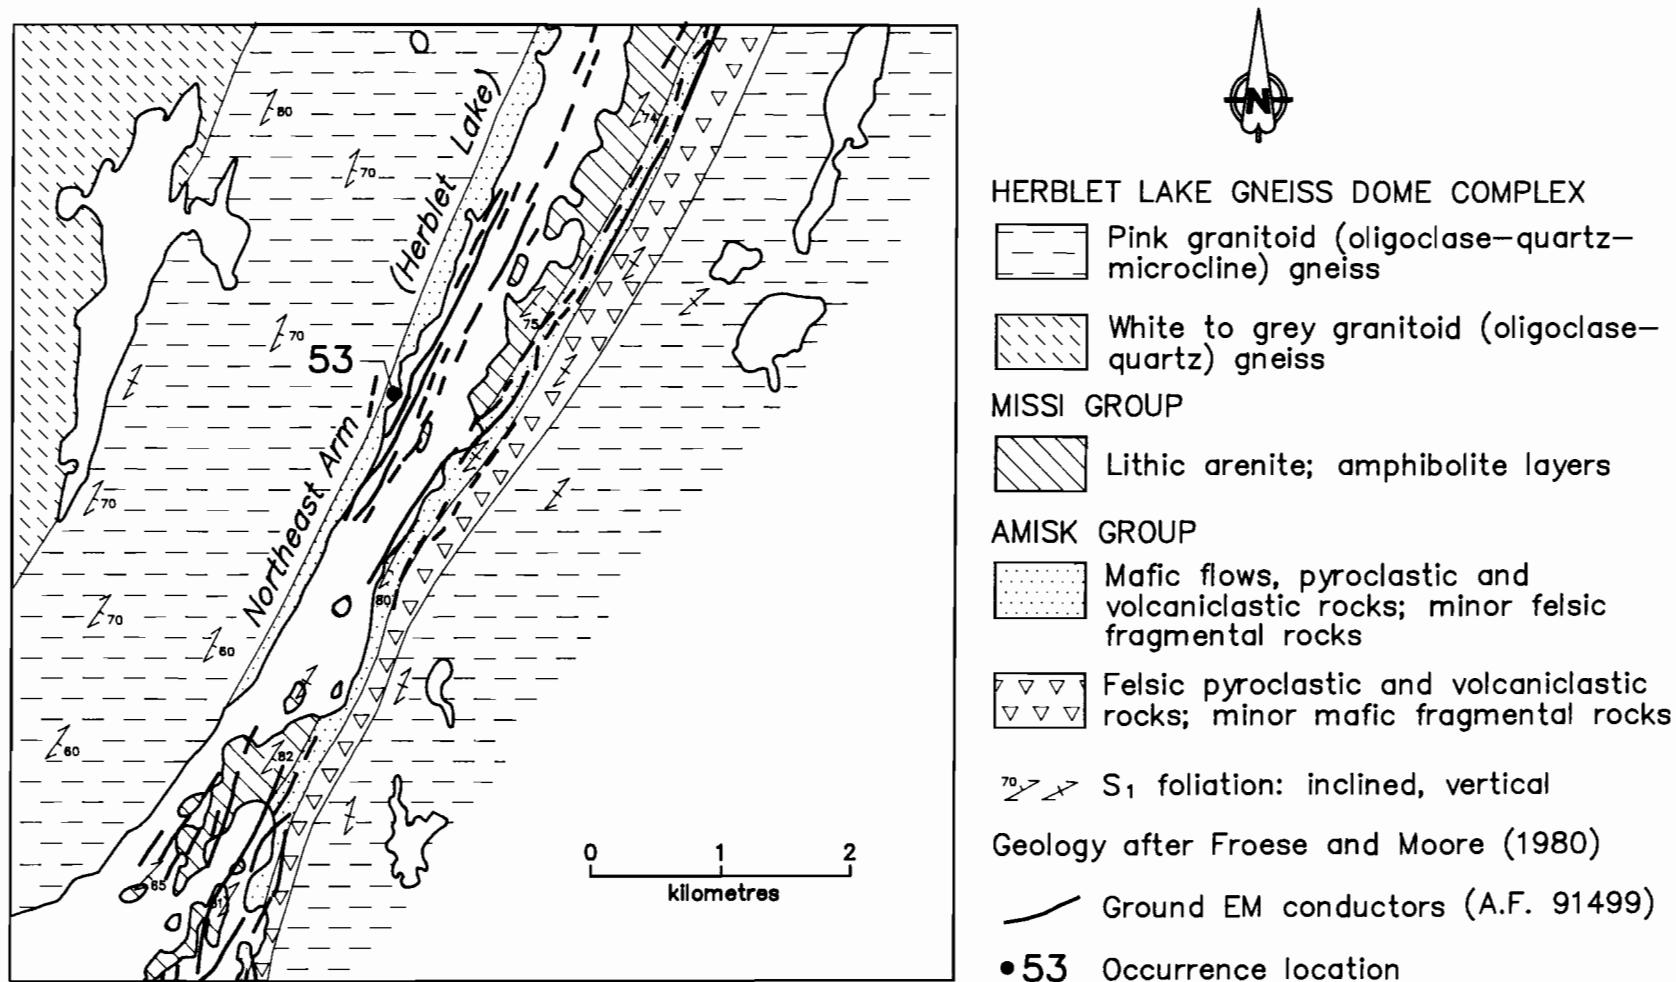 80
70
(Herblet Lake)
74
70
75
53
Northeast Arm
70
80
70
60
60
82
65
0 1 2
kilometres
N
HERBLET LAKE GNEISS DOME COMPLEX
Pink granitoid (oligoclase-quartz-
microcline) gneiss
White to grey granitoid (oligoclase-
quartz) gneiss
MISSI GROUP
Lithic arenite; amphibolite layers
AMISK GROUP
Mafic flows, pyroclastic and
volcaniclastic rocks; minor felsic
fragmental rocks
Felsic pyroclastic and volcaniclastic
rocks; minor mafic fragmental rocks
70 S₁ foliation: inclined, vertical
Geology after Froese and Moore (1980)
Ground EM conductors (A.F. 91499)
•53 Occurrence location